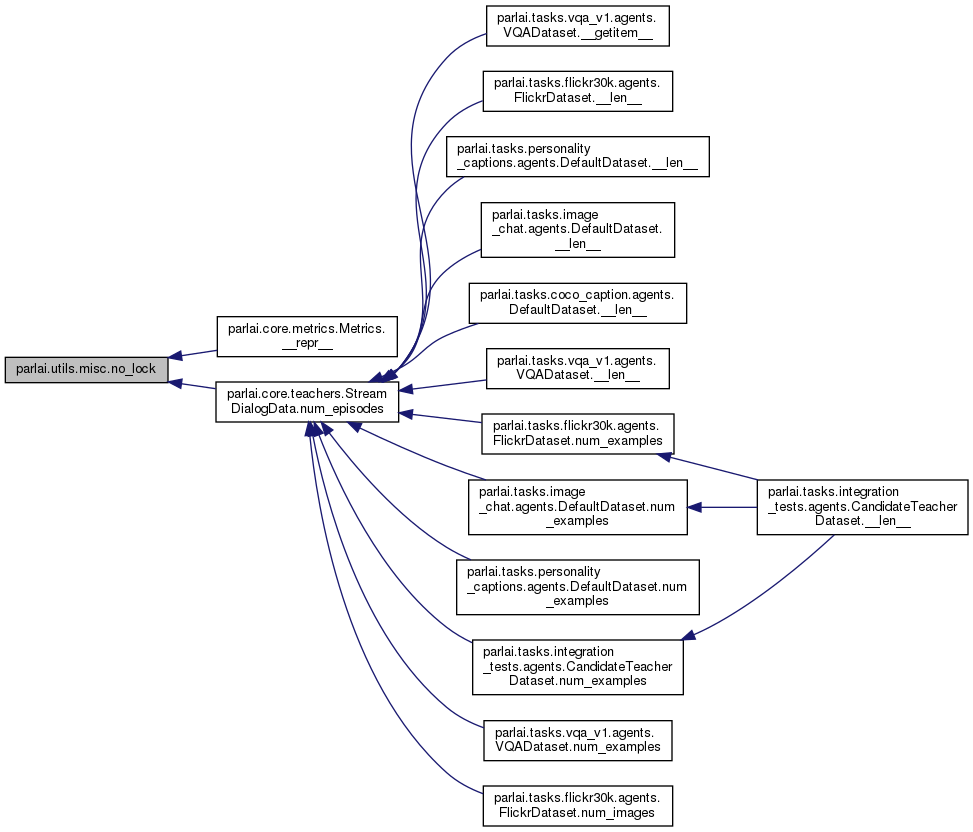 parlai.tasks.vqa_v1.agents.
VQADataset.__getitem__
parlai.tasks.flickr30k.agents.
FlickrDataset.__len__
parlai.tasks.personality
_captions.agents.DefaultDataset.__len__
parlai.tasks.image
_chat.agents.DefaultDataset.
__len__
parlai.tasks.coco_caption.agents.
DefaultDataset.__len__
parlai.core.metrics.Metrics.
__repr__
parlai.utils.misc.no_lock
parlai.tasks.vqa_v1.agents.
VQADataset.__len__
parlai.core.teachers.Stream
DialogData.num_episodes
parlai.tasks.flickr30k.agents.
FlickrDataset.num_examples
parlai.tasks.image
_chat.agents.DefaultDataset.num
_examples
parlai.tasks.integration
_tests.agents.CandidateTeacher
Dataset.__len__
parlai.tasks.personality
_captions.agents.DefaultDataset.num
_examples
parlai.tasks.integration
_tests.agents.CandidateTeacher
Dataset.num_examples
parlai.tasks.vqa_v1.agents.
VQADataset.num_examples
parlai.tasks.flickr30k.agents.
FlickrDataset.num_images